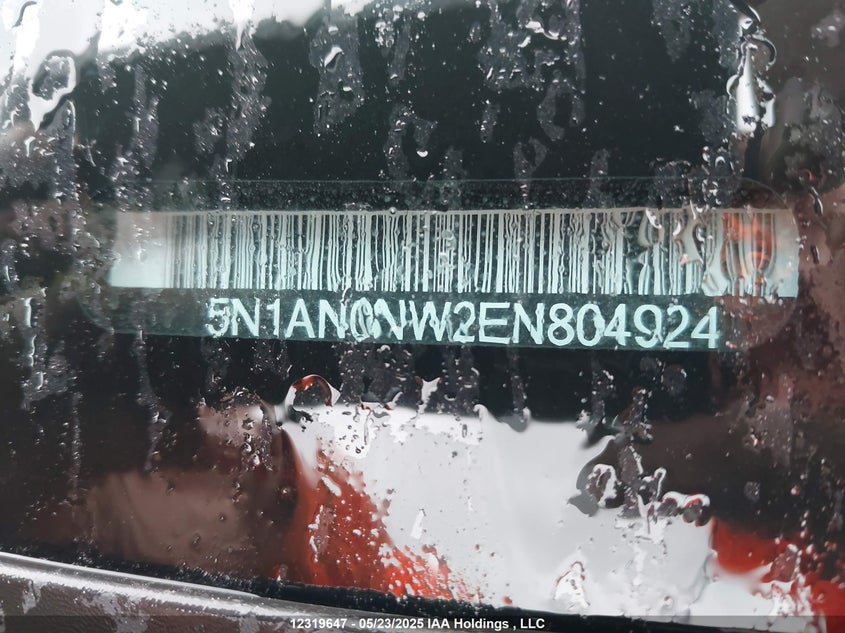 5N1AN0NW2EN804924
12319647 - 05/23/2025 IAA Holdings , LLC